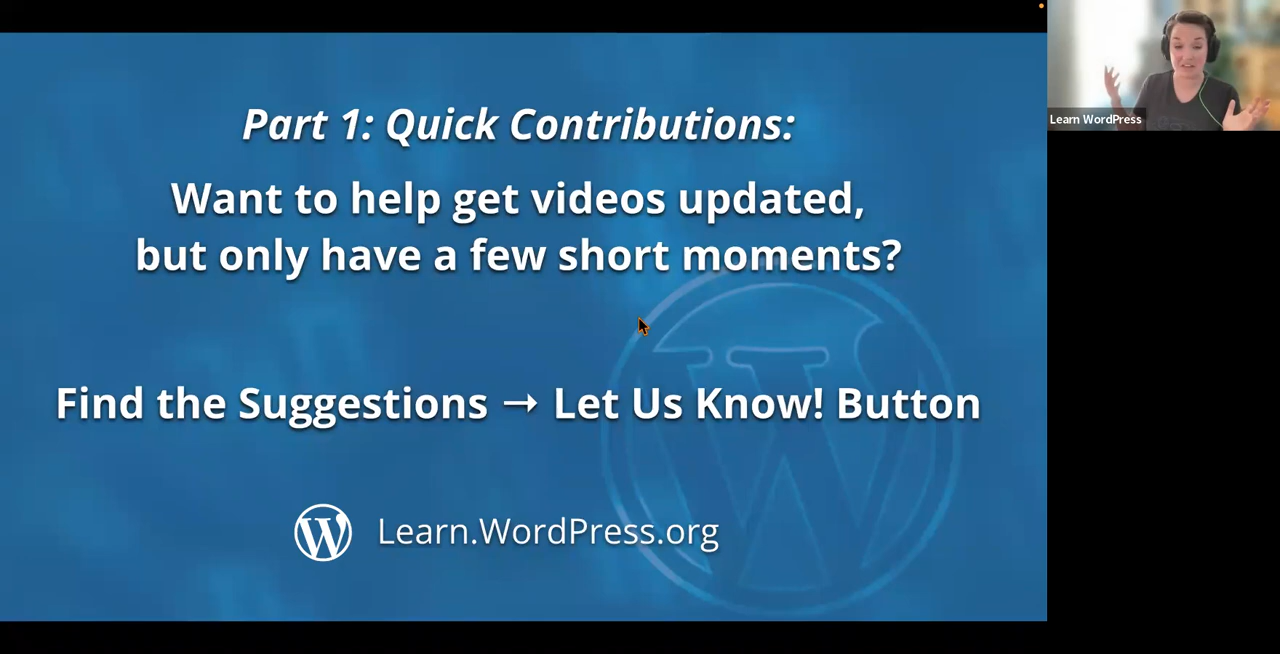 Part 1: Quick Contributions:
Want to help get videos updated,
but only have a few short moments?
Find the Suggestions → Let Us Know! Button
Learn.WordPress.org
Learn WordPress